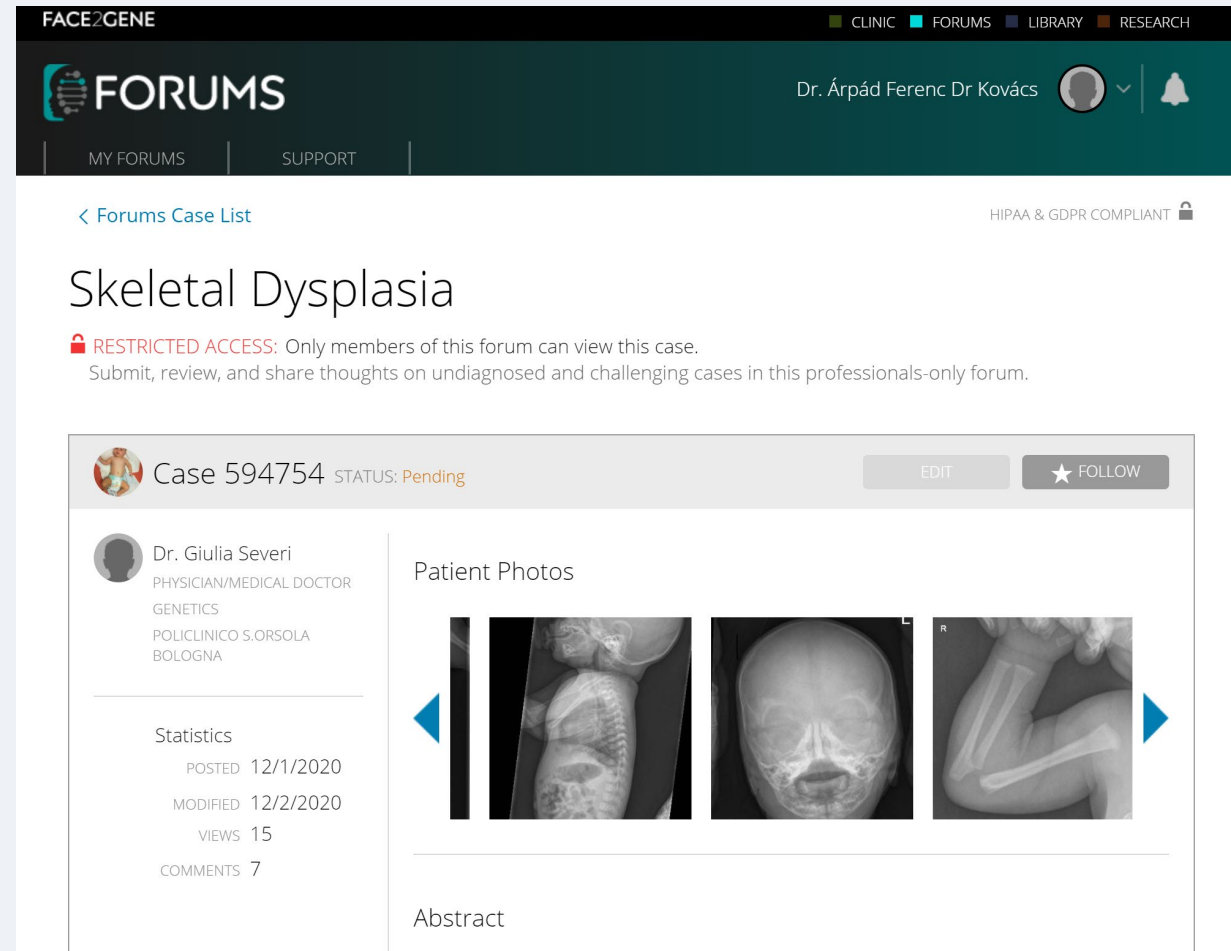 FACE2GENE
CLINIC FORUMS LIBRARY RESEARCH
FORUMS
Dr. Árpád Ferenc Dr Kovács
MY FORUMS SUPPORT
< Forums Case List
HIPAA & GDPR COMPLIANT
Skeletal Dysplasia
RESTRICTED ACCESS: Only members of this forum can view this case.
Submit, review, and share thoughts on undiagnosed and challenging cases in this professionals-only forum.
Case 594754 STATUS: Pending
EDIT
FOLLOW
Dr. Giulia Severi
PHYSICIAN/MEDICAL DOCTOR
GENETICS
POLICLINICO S.ORSOLA
BOLOGNA
Statistics
POSTED 12/1/2020
MODIFIED 12/2/2020
VIEWS 15
COMMENTS 7
Patient Photos
L
R
Abstract